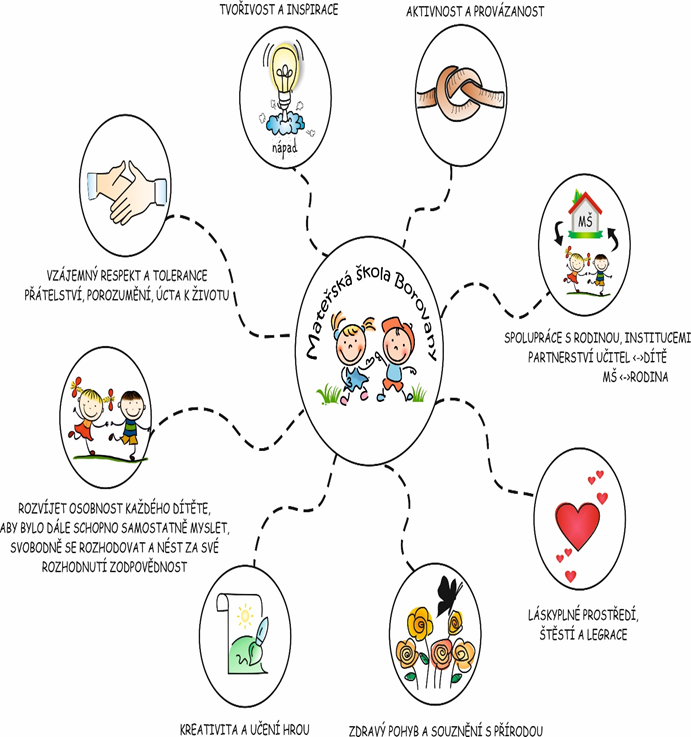 TVOŘIVOST A INSPIRACE
AKTIVNOST A PROVÁZANOST
nápad
MŠ
VZÁJEMNÝ RESPEKT A TOLERANCE
PŘÁTELSTVÍ, POROZUMĚNÍ, ÚCTA K ŽIVOTU
Mateřská škola Borovany
SPOLUPRÁCE S RODINOU, INSTITUCEMI
PARTNERSTVÍ UČITEL <->DÍTĚ
MŠ <->RODINA
ROZVÍJET OSOBNOST KAŽDÉHO DÍTĚTE,
ABY BYLO DÁLE SCHOPNO SAMOSTATNĚ MYSLET,
SVOBODNĚ SE ROZHODOVAT A NÉST ZA SVÉ
ROZHODNUTÍ ZODPOVĚDNOST
LÁSKYPLNÉ PROSTŘEDÍ,
ŠTĚSTÍ A LEGRACE
KREATIVITA A UČENÍ HROU
ZDRAVÝ POHYB A SOUZNĚNÍ S PŘÍRODOU